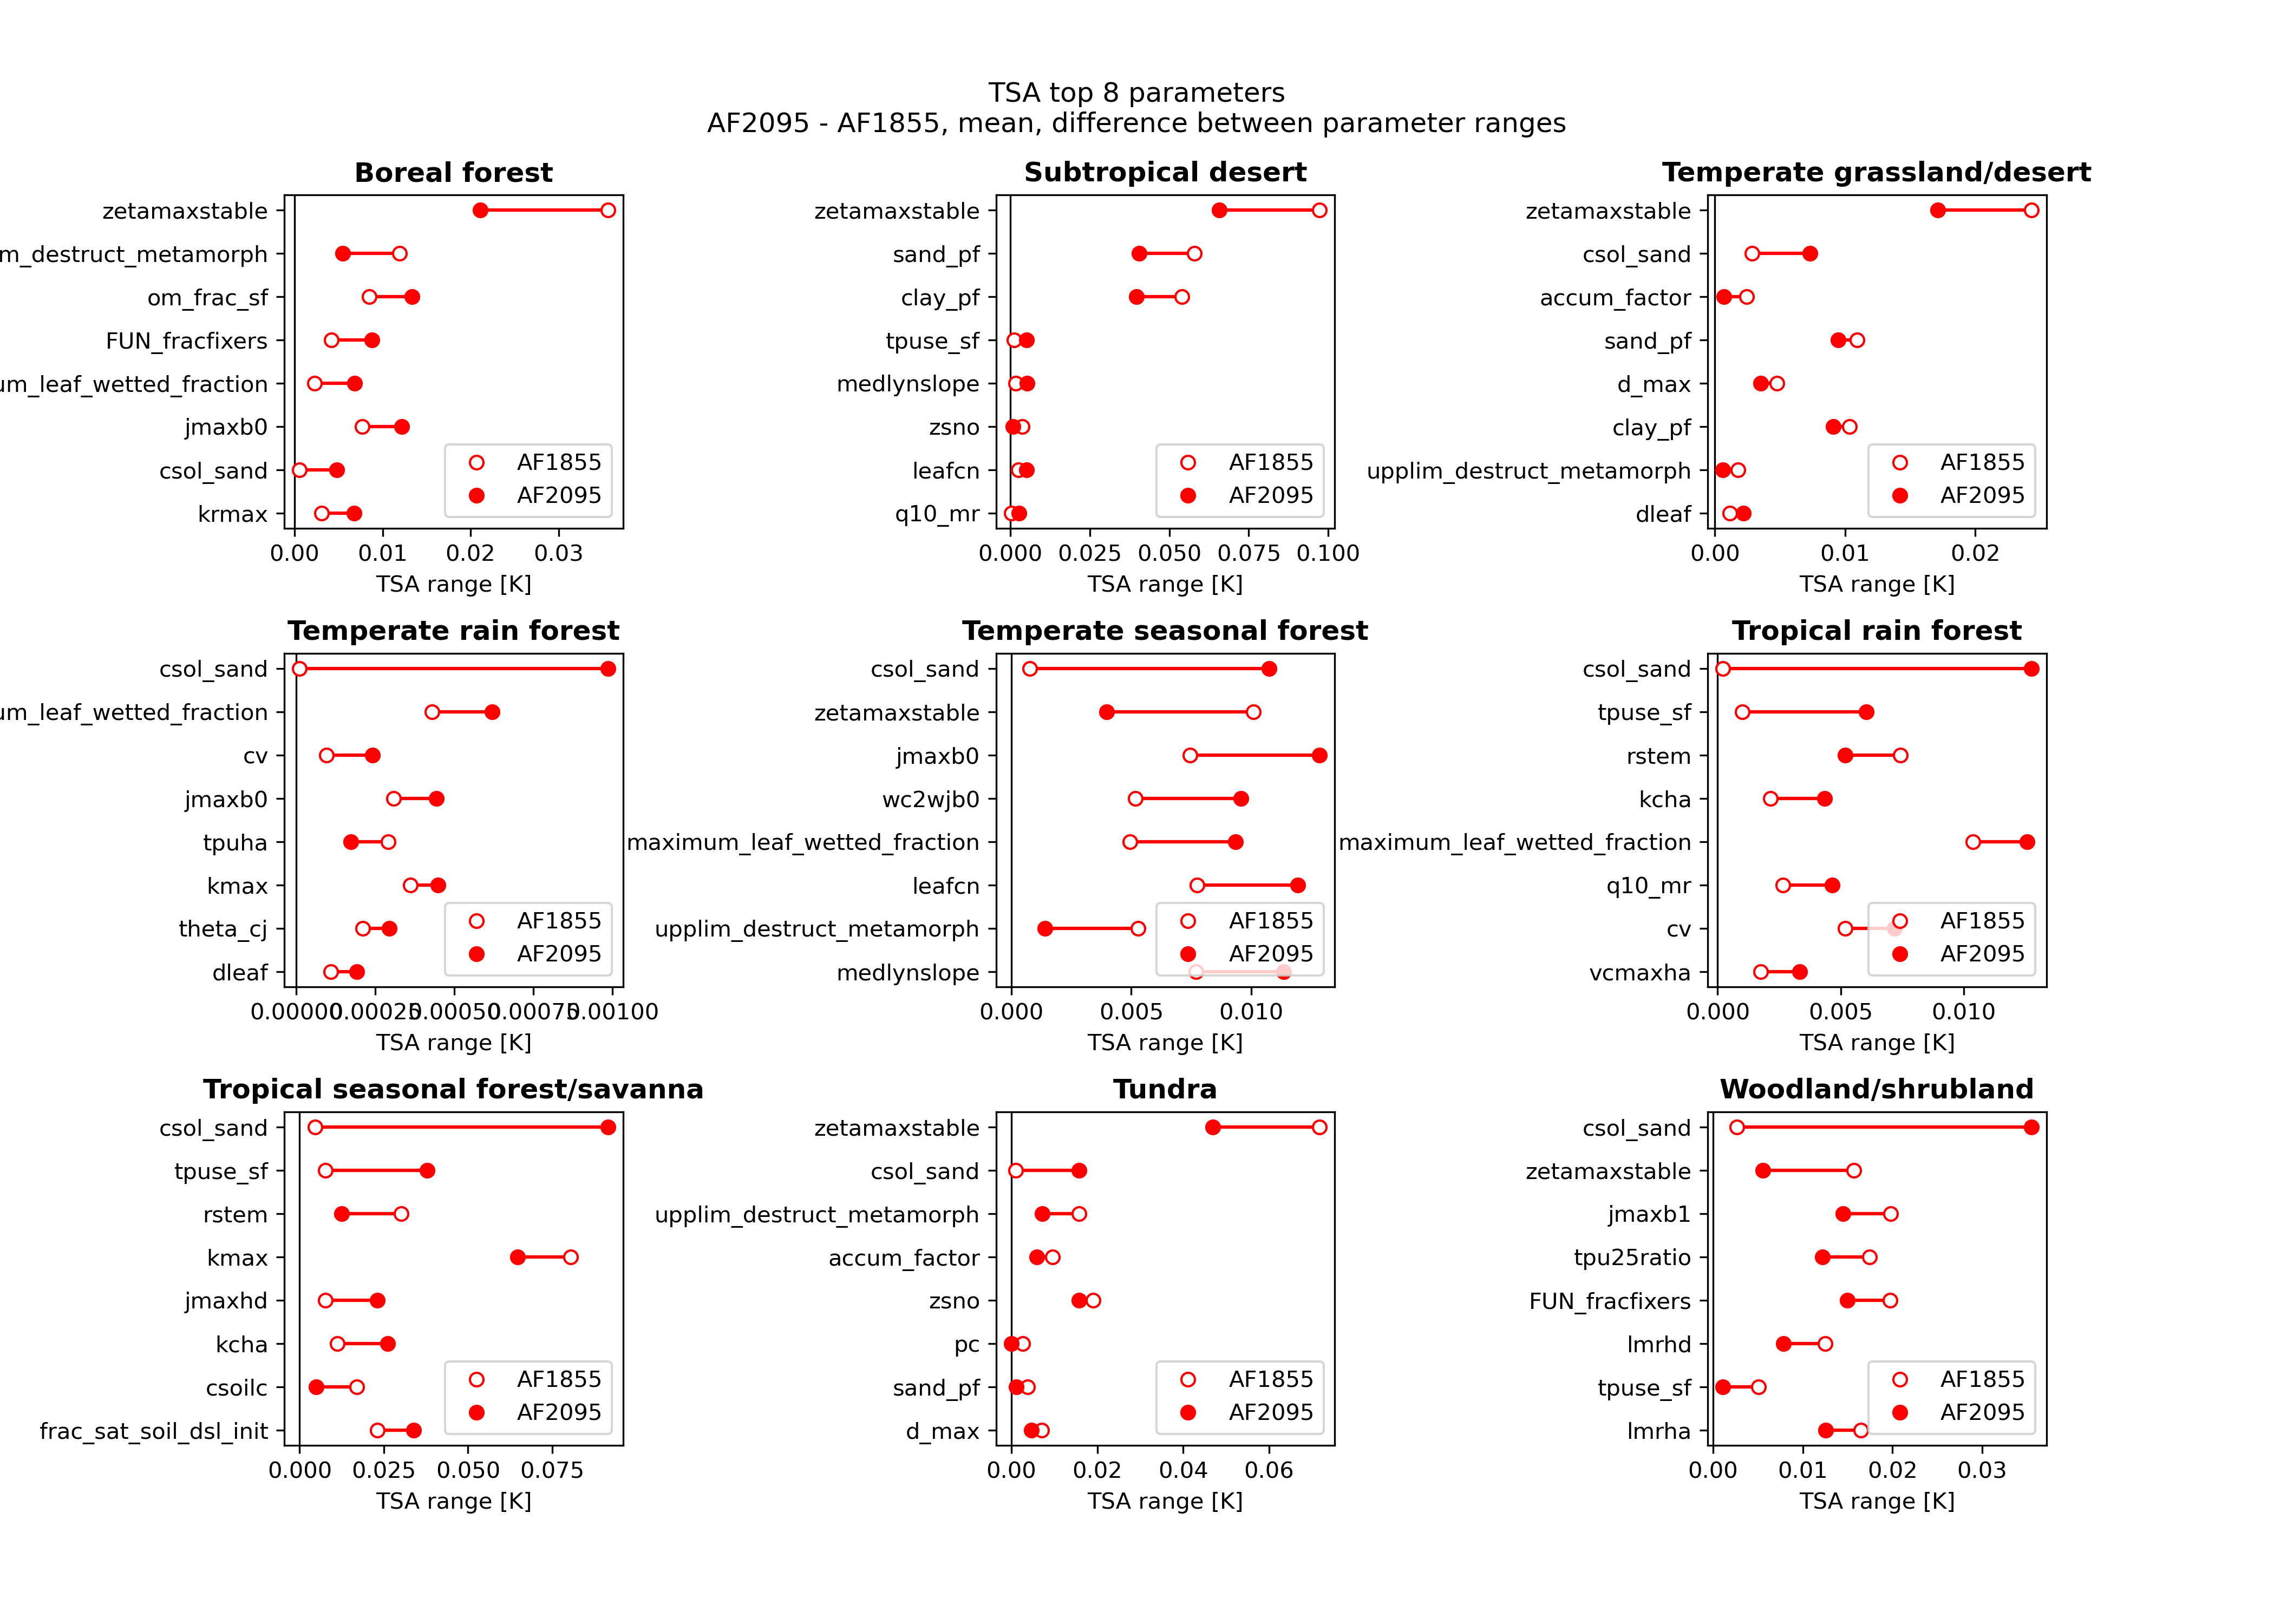 TSA top 8 parameters
AF2095 - AF1855, mean, difference between parameter ranges
Boreal forest
zetamaxstable
m_destruct_metamorph
om_frac_sf
FUN_fracfixers
um_leaf_wetted_fraction
jmaxb0
csol_sand
krmax
AF1855
AF2095
0.00 0.01 0.02 0.03
TSA range [K]
Subtropical desert
zetamaxstable
sand_pf
clay_pf
tpuse_sf
medlynslope
zsno
leafcn
q10_mr
AF1855
AF2095
0.000 0.025 0.050 0.075 0.100
TSA range [K]
Temperate grassland/desert
zetamaxstable
csol_sand
accum_factor
sand_pf
d_max
clay_pf
upplim_destruct_metamorph
dleaf
AF1855
AF2095
0.00 0.01 0.02
TSA range [K]
Temperate rain forest
csol_sand
um_leaf_wetted_fraction
cv
jmaxb0
tpuha
kmax
theta_cj
dleaf
AF1855
AF2095
0.00000 0.00025 0.00050 0.00075 0.00100
TSA range [K]
Temperate seasonal forest
csol_sand
zetamaxstable
jmaxb0
wc2wjb0
maximum_leaf_wetted_fraction
leafcn
upplim_destruct_metamorph
medlynslope
AF1855
AF2095
0.000 0.005 0.010
TSA range [K]
Tropical rain forest
csol_sand
tpuse_sf
rstem
kcha
maximum_leaf_wetted_fraction
q10_mr
cv
vcmaxha
AF1855
AF2095
0.000 0.005 0.010
TSA range [K]
Tropical seasonal forest/savanna
csol_sand
tpuse_sf
rstem
kmax
jmaxhd
kcha
csoilc
frac_sat_soil_dsl_init
AF1855
AF2095
0.000 0.025 0.050 0.075
TSA range [K]
Tundra
zetamaxstable
csol_sand
upplim_destruct_metamorph
accum_factor
zsno
pc
sand_pf
d_max
AF1855
AF2095
0.00 0.02 0.04 0.06
TSA range [K]
Woodland/shrubland
csol_sand
zetamaxstable
jmaxb1
tpu25ratio
FUN_fracfixers
lmrhd
tpuse_sf
lmrha
AF1855
AF2095
0.00 0.01 0.02 0.03
TSA range [K]